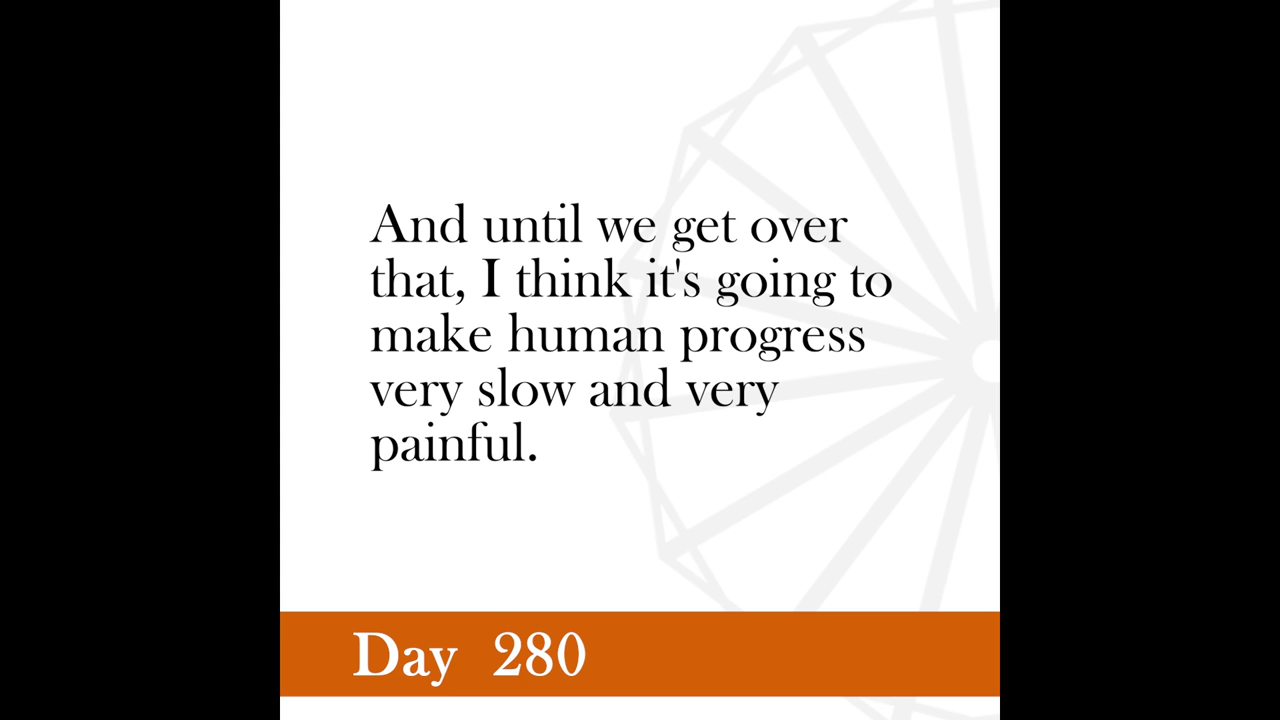 And until we get over
that, I think it's going to
make human progress
very slow and very
painful.
Day 280